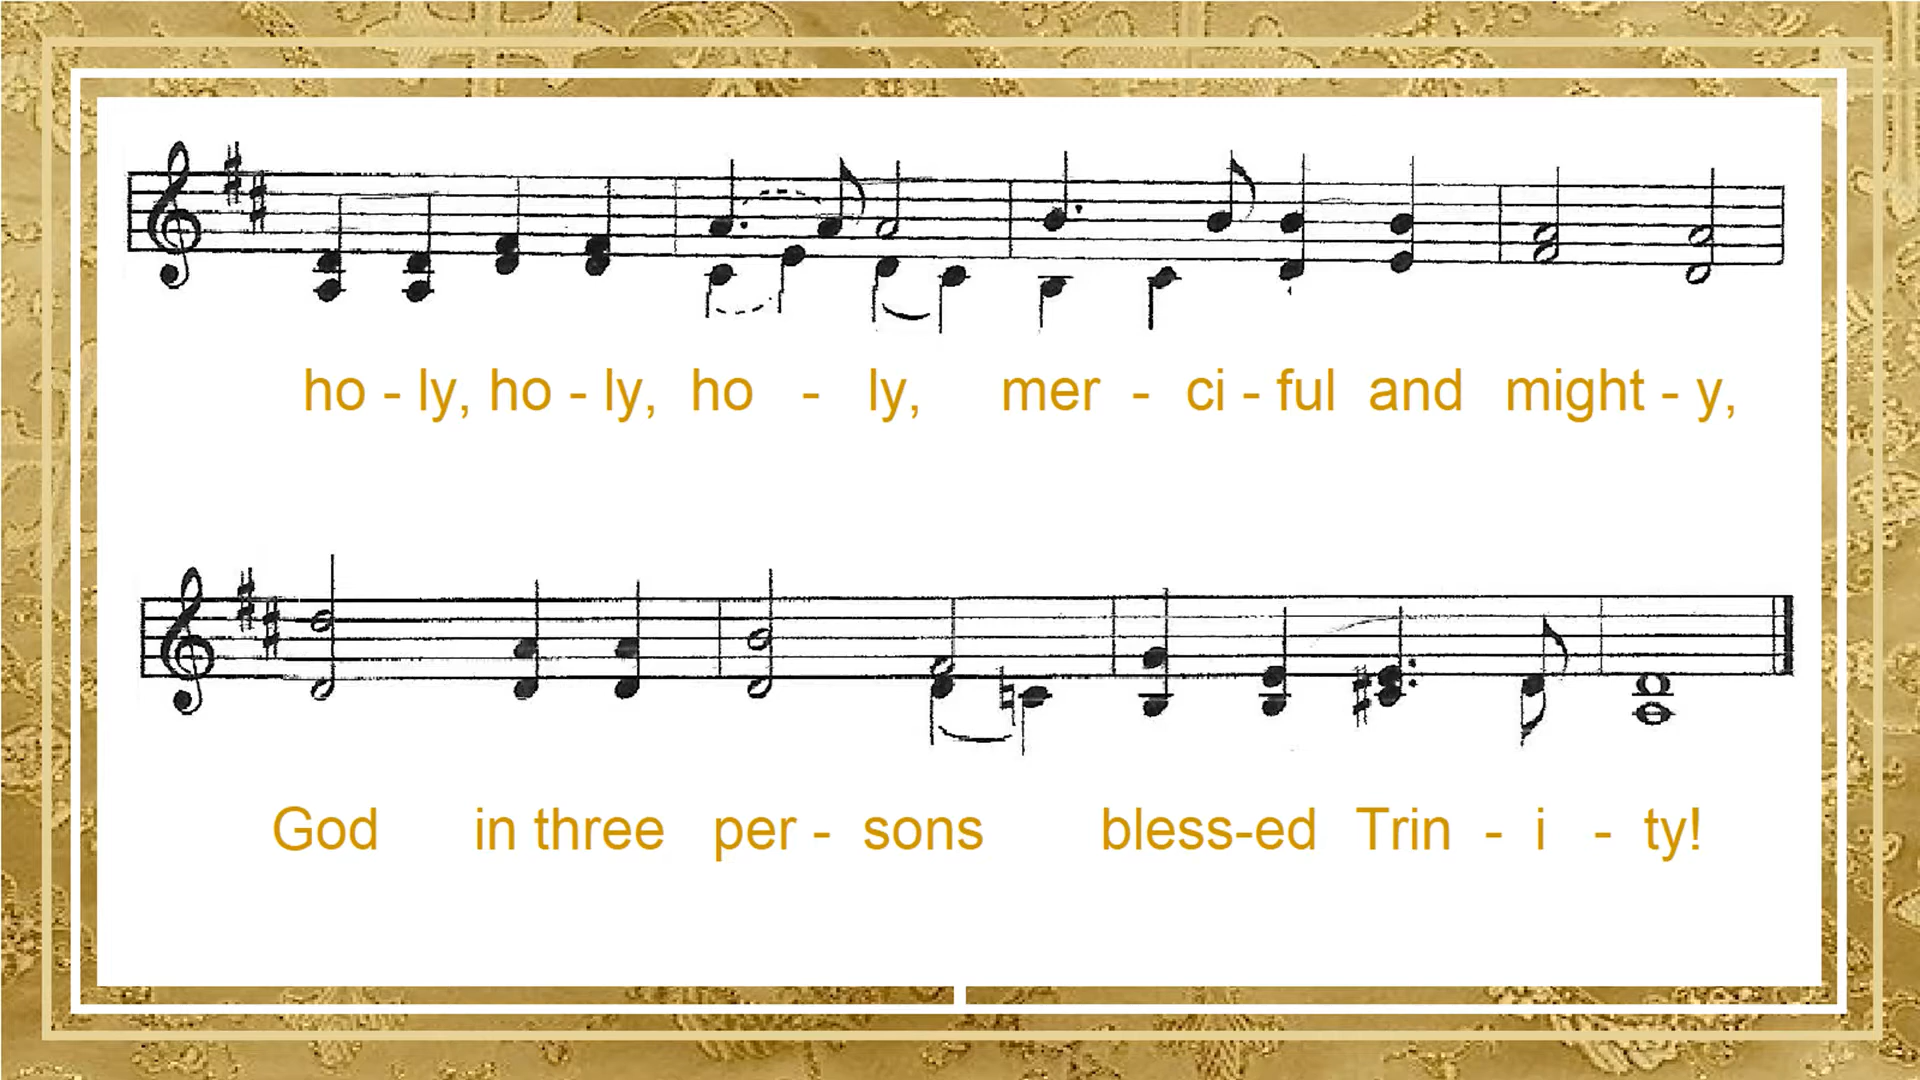 ho - ly, ho - ly, ho - ly, mer - ci - ful and might - y,
God in three per - sons bless-ed Trin - i - ty!